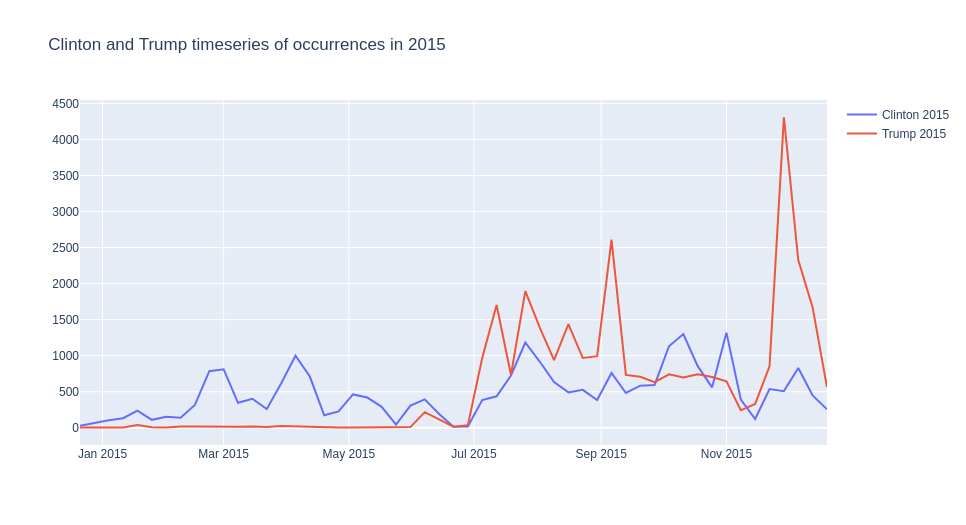 Clinton and Trump timeseries of occurrences in 2015
4500
4000
3500
3000
2500
2000
1500
1000
500
0
Jan 2015
Mar 2015
May 2015
Jul 2015
Sep 2015
Nov 2015
Clinton 2015
Trump 2015